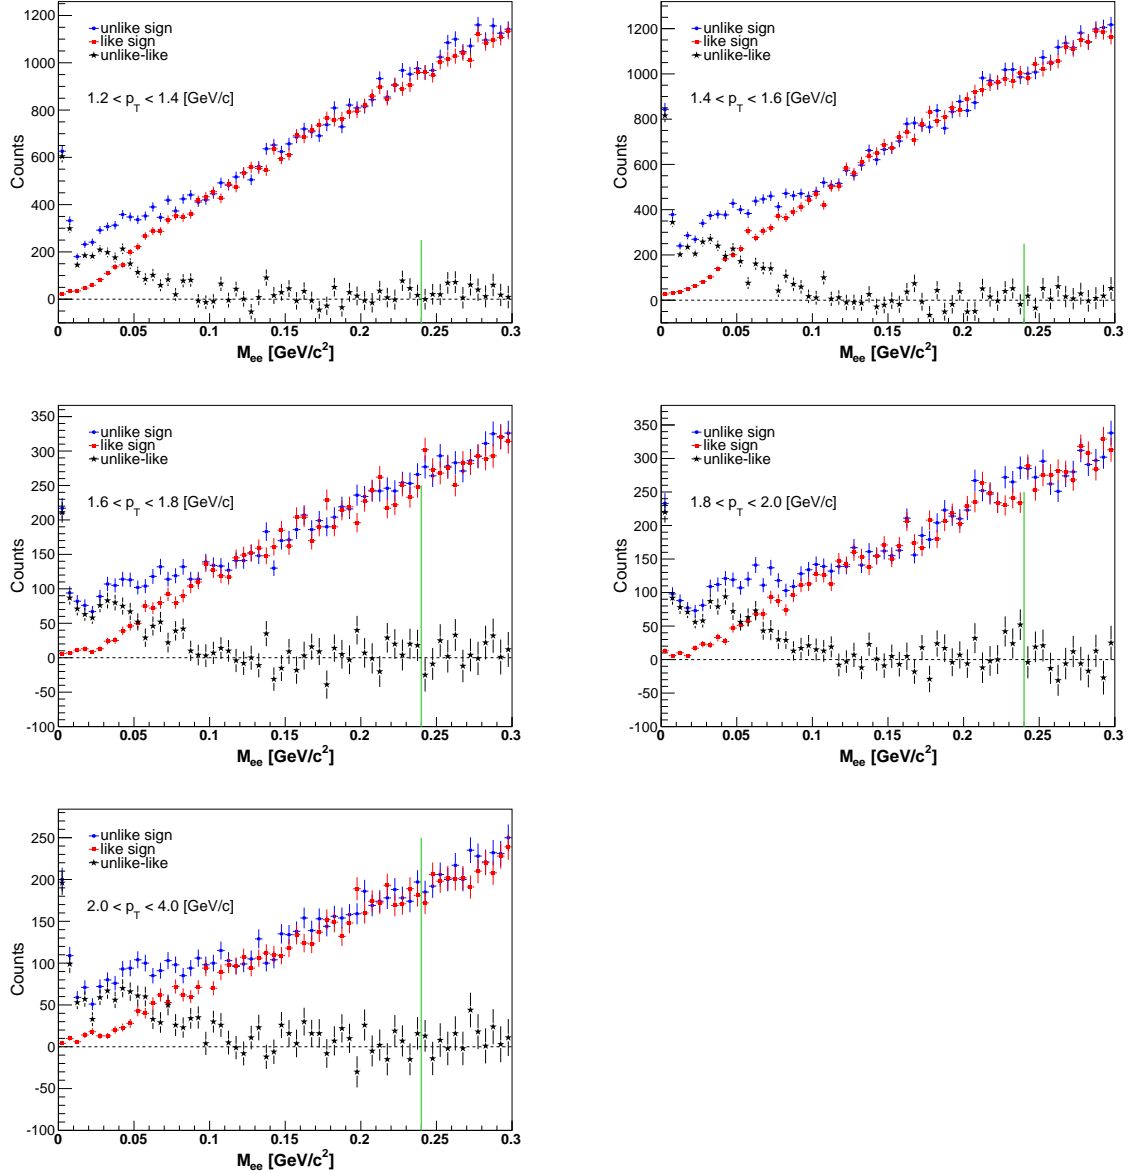 1200
1000
800
600
400
200
0
Counts
unlike sign
like sign
unlike-like
1.2 < p_T < 1.4 [GeV/c]
0 0.05 0.1 0.15 0.2 0.25 0.3
M_ee [GeV/c^2]
1200
1000
800
600
400
200
0
Counts
unlike sign
like sign
unlike-like
1.4 < p_T < 1.6 [GeV/c]
0 0.05 0.1 0.15 0.2 0.25 0.3
M_ee [GeV/c^2]
350
300
250
200
150
100
50
0
-50
-100
Counts
unlike sign
like sign
unlike-like
1.6 < p_T < 1.8 [GeV/c]
0 0.05 0.1 0.15 0.2 0.25 0.3
M_ee [GeV/c^2]
350
300
250
200
150
100
50
0
-50
-100
Counts
unlike sign
like sign
unlike-like
1.8 < p_T < 2.0 [GeV/c]
0 0.05 0.1 0.15 0.2 0.25 0.3
M_ee [GeV/c^2]
250
200
150
100
50
0
-50
-100
Counts
unlike sign
like sign
unlike-like
2.0 < p_T < 4.0 [GeV/c]
0 0.05 0.1 0.15 0.2 0.25 0.3
M_ee [GeV/c^2]